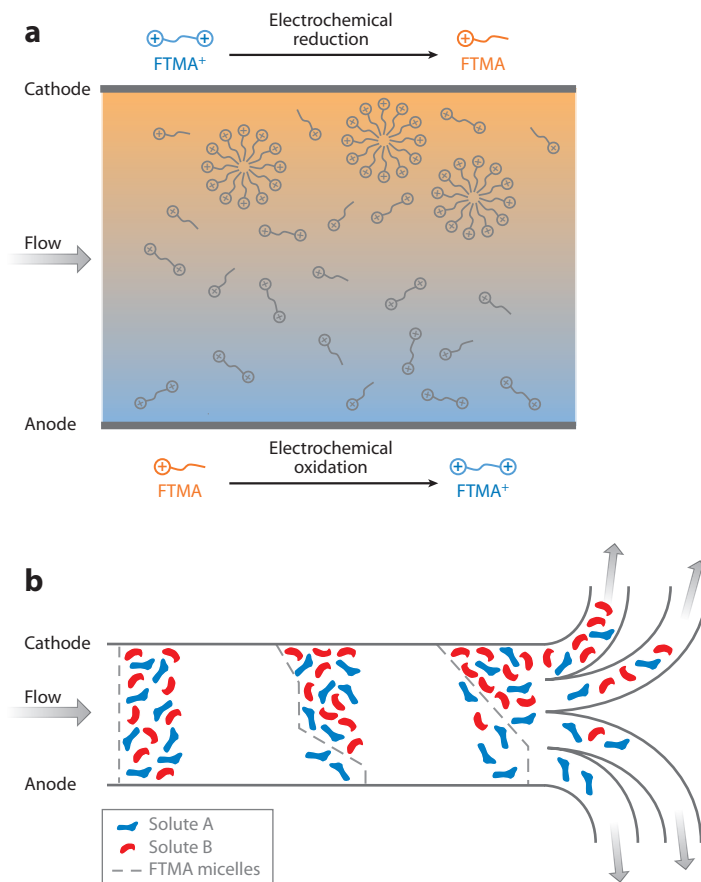 a
Electrochemical
reduction
FTMA⁺
FTMA
Cathode
Flow
Anode
Electrochemical
oxidation
FTMA
FTMA⁺
b
Cathode
Flow
Anode
Solute A
Solute B
FTMA micelles